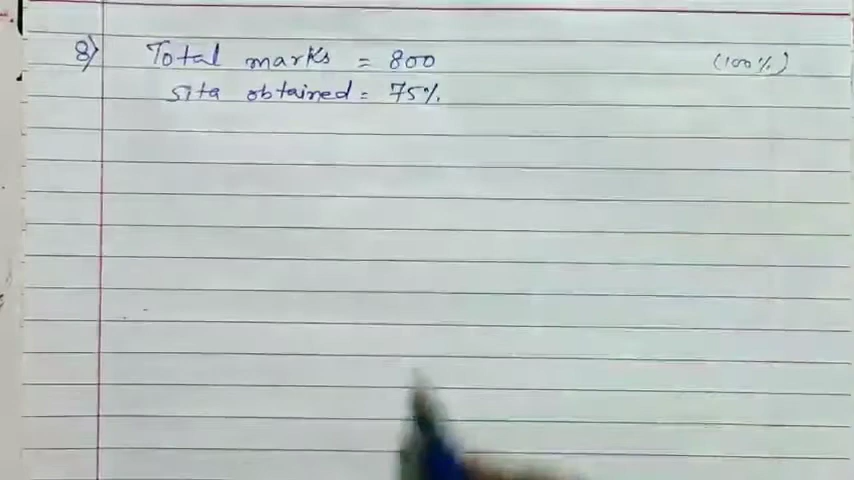 8) Total marks = 800 (100%)
Sita obtained = 75%